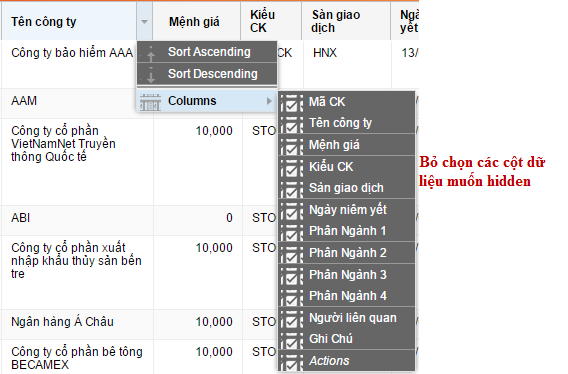 Tên công ty
Mệnh giá
Kiểu
CK
Sàn giao
dịch
Ngà
yết
Công ty bảo hiểm AAA
CK
HNX
13/
Sort Ascending
Sort Descending
Columns
AAM
Công ty cổ phần
VietNamNet Truyền
thông Quốc tế
10,000
STO
ABI
0
STO
Công ty cổ phần xuất
nhập khẩu thủy sản bến
tre
10,000
STO
Ngân hàng Á Châu
10,000
STO
Công ty cổ phần bê tông
BECAMEX
10,000
STO
Mã CK
Tên công ty
Mệnh giá
Kiểu CK
Sàn giao dịch
Ngày niêm yết
Phân Ngành 1
Phân Ngành 2
Phân Ngành 3
Phân Ngành 4
Người liên quan
Ghi Chú
Actions
Bỏ chọn các cột dữ
liệu muốn hidden